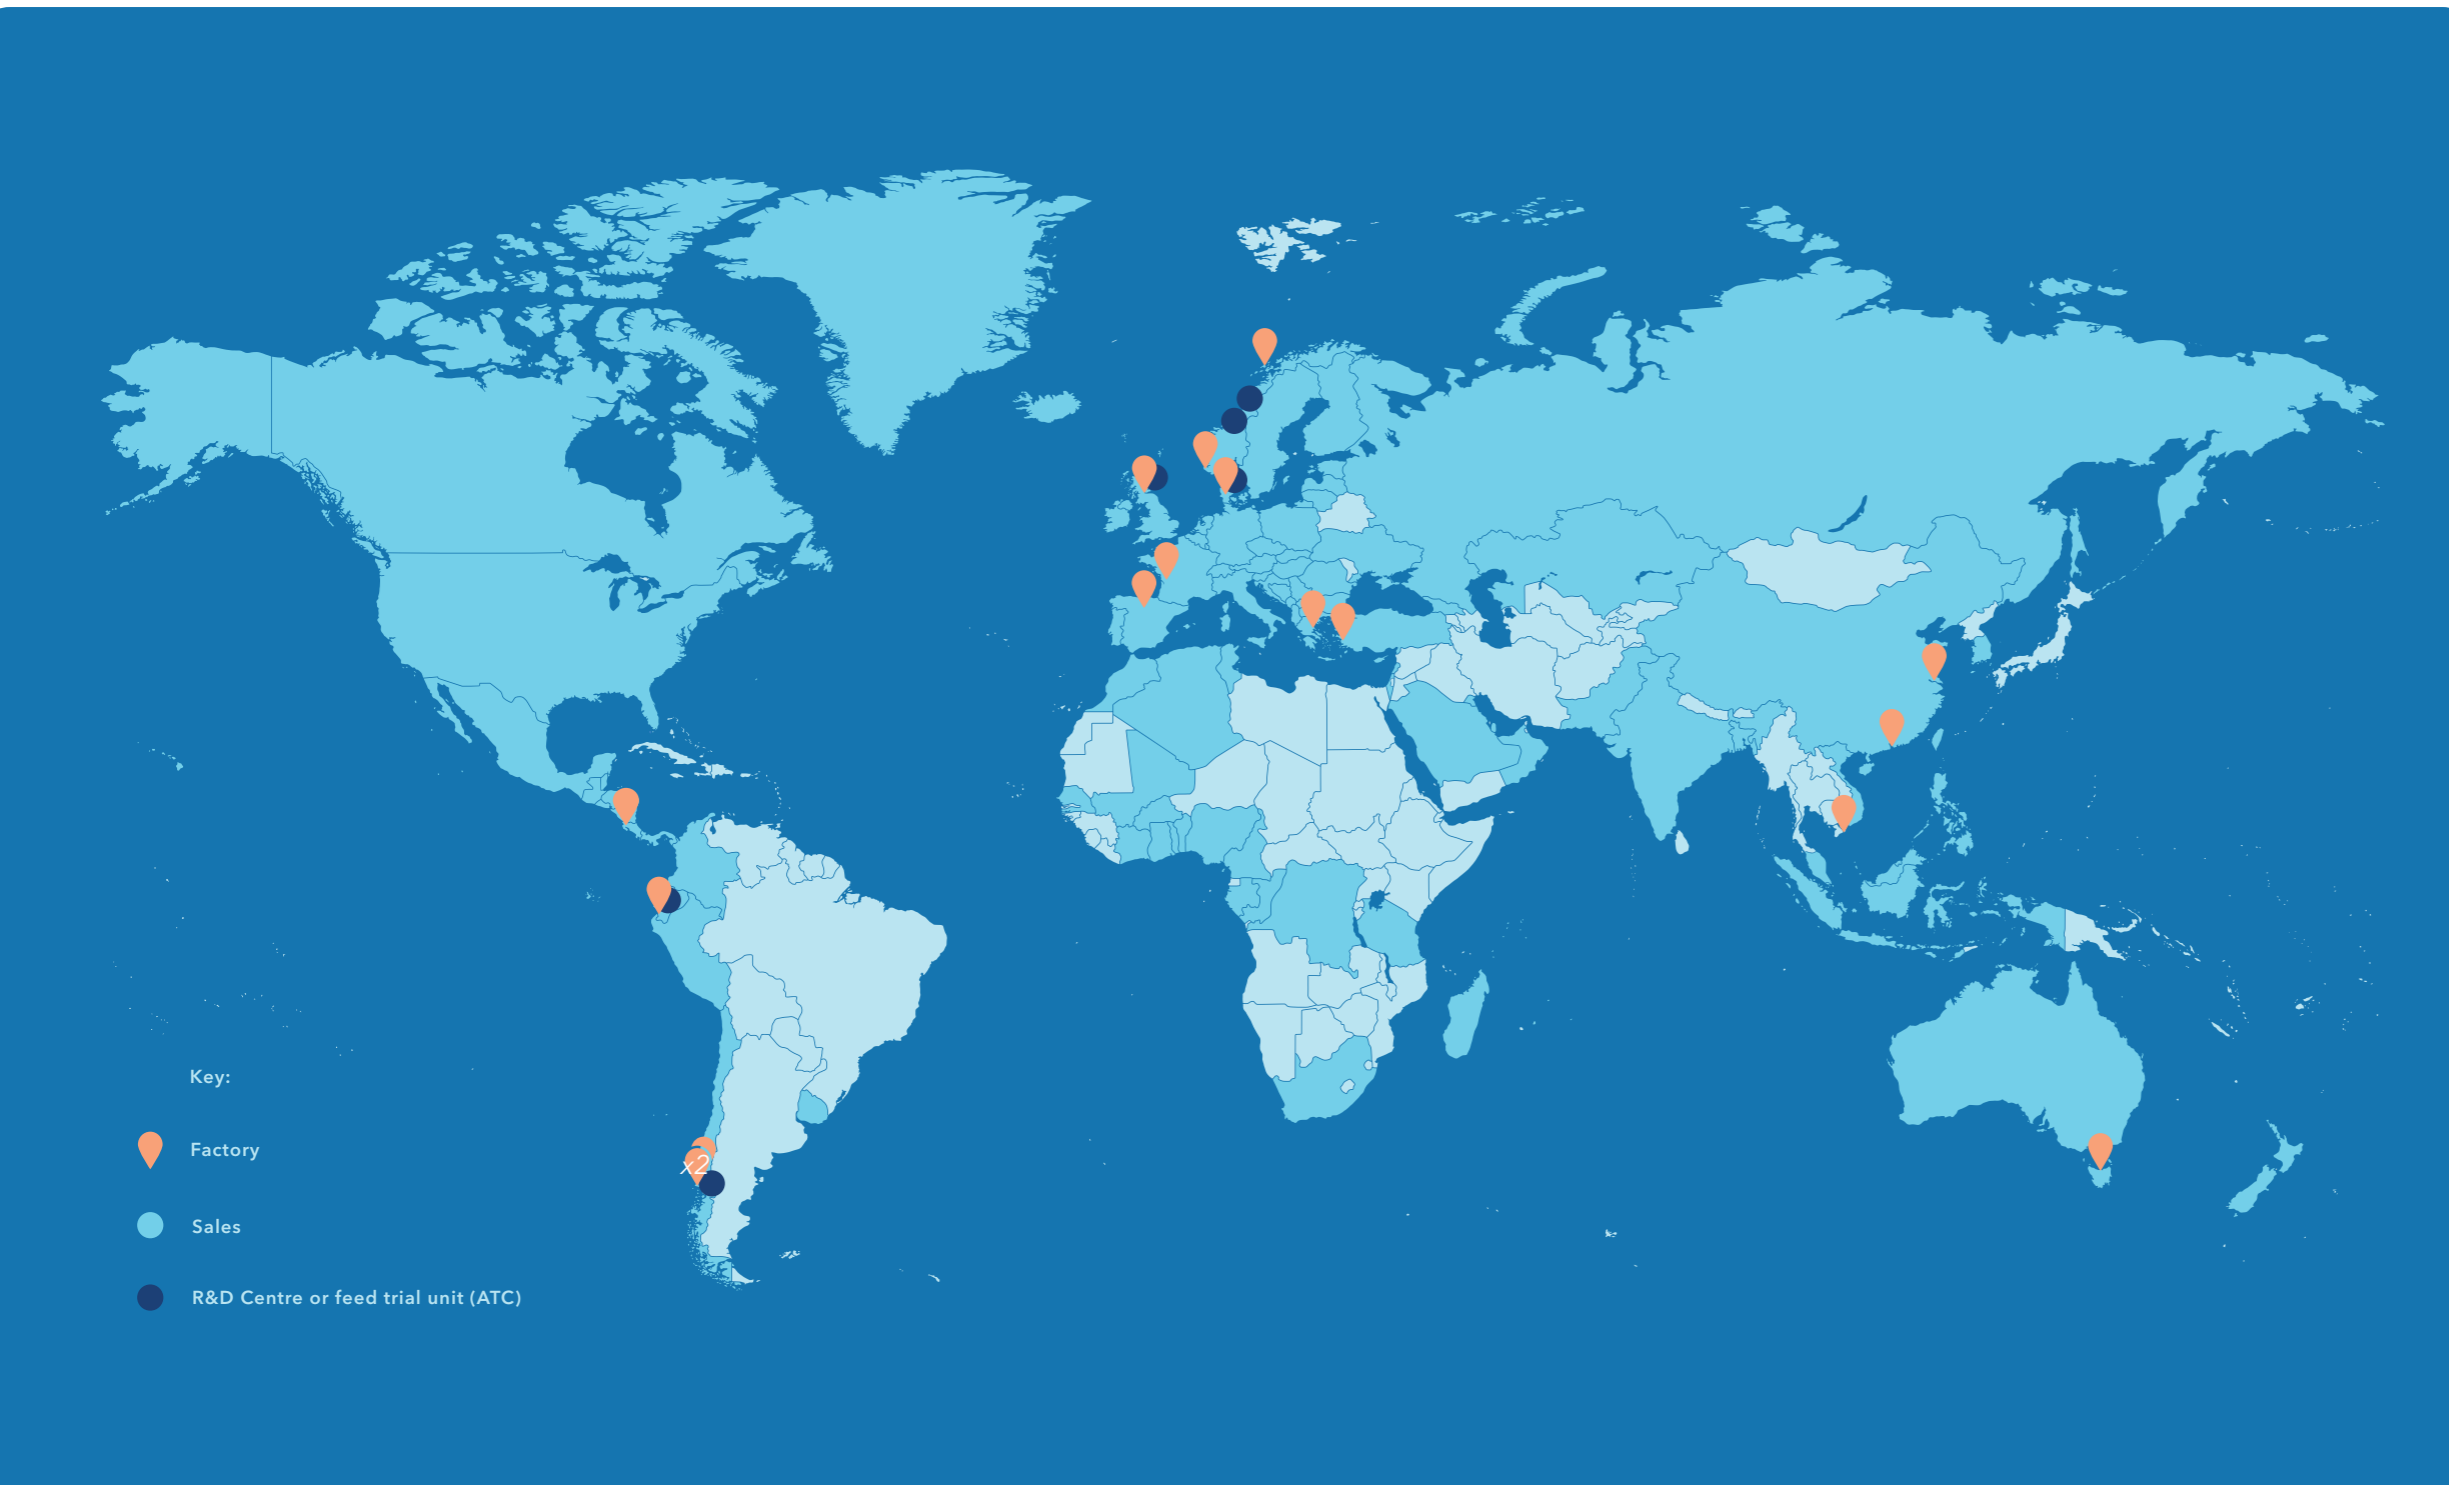 x2
Key:
Factory
Sales
R&D Centre or feed trial unit (ATC)